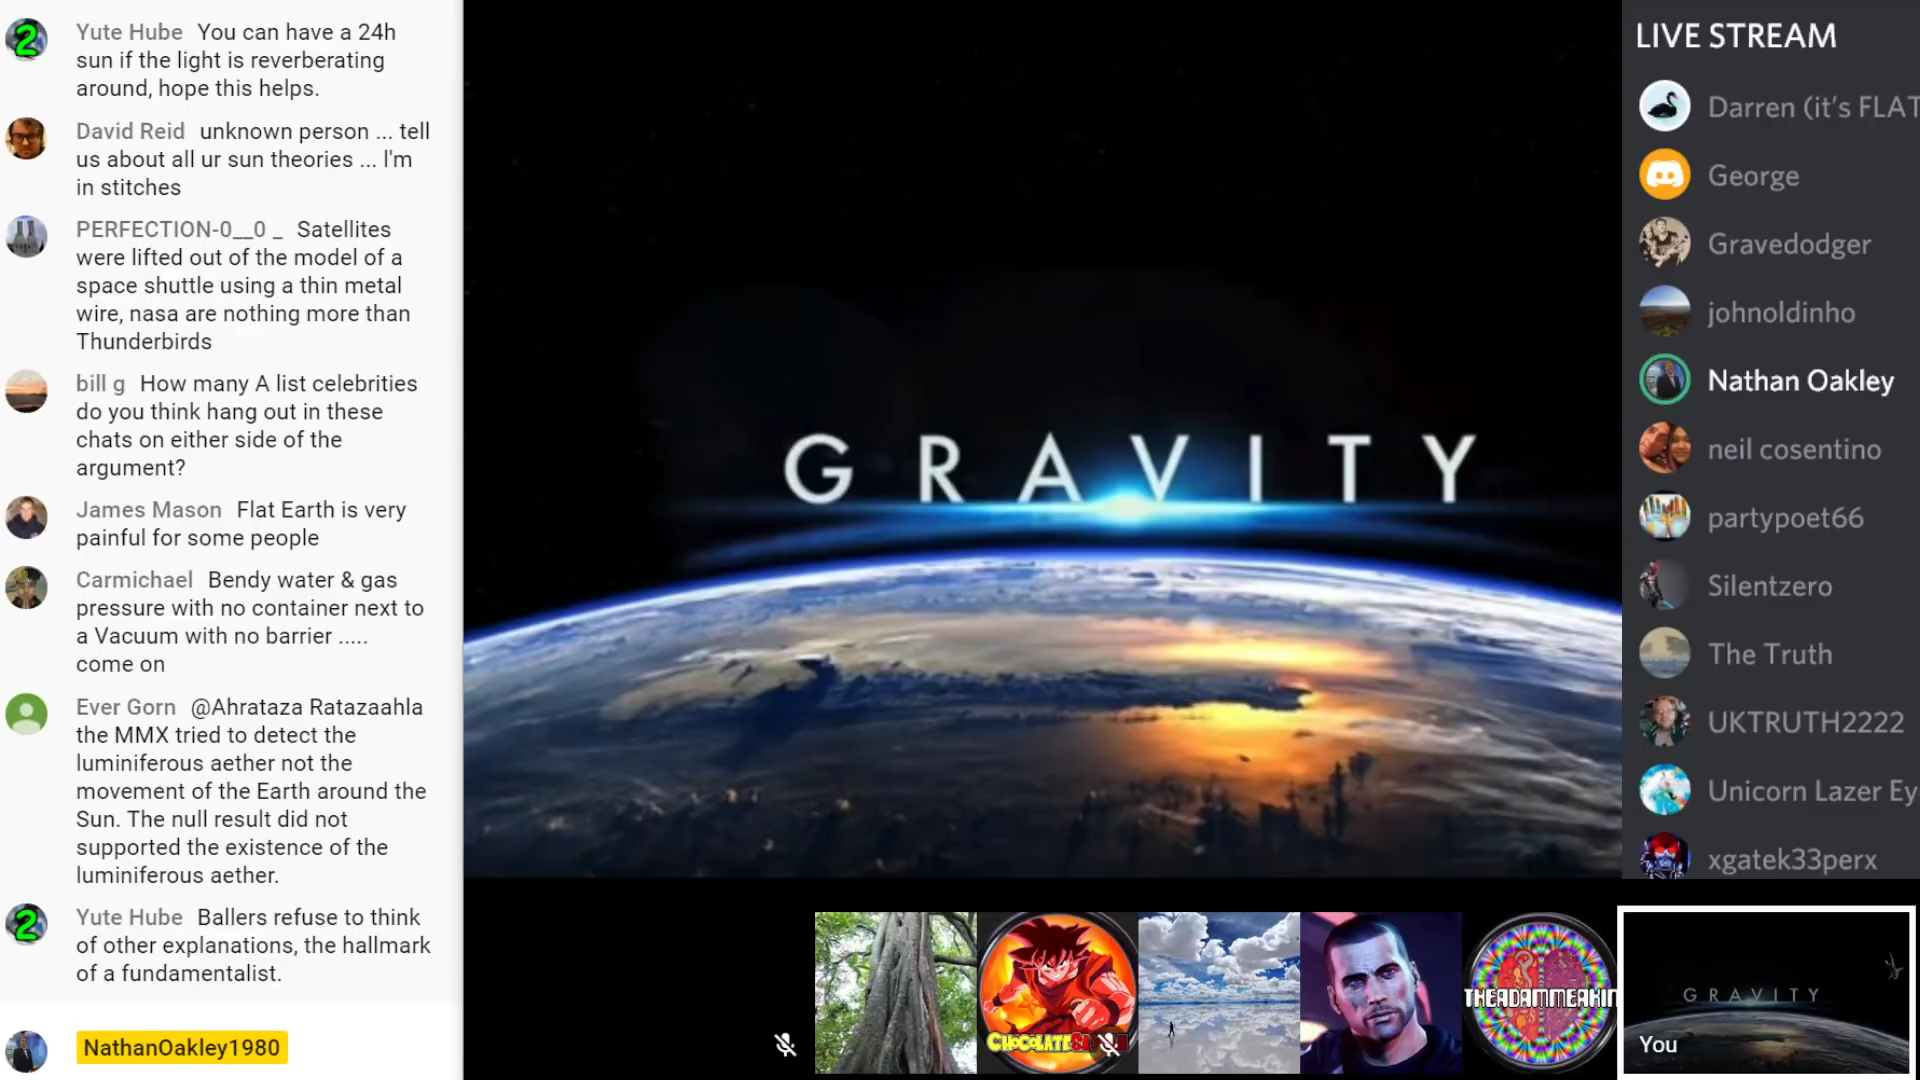 Yute Hube You can have a 24h
sun if the light is reverberating
around, hope this helps.
David Reid unknown person ... tell
us about all ur sun theories ... I'm
in stitches
PERFECTION-0__0 _ Satellites
were lifted out of the model of a
space shuttle using a thin metal
wire, nasa are nothing more than
Thunderbirds
bill g How many A list celebrities
do you think hang out in these
chats on either side of the
argument?
James Mason Flat Earth is very
painful for some people
Carmichael Bendy water & gas
pressure with no container next to
a Vacuum with no barrier .....
come on
Ever Gorn @Ahrataza Ratazaahla
the MMX tried to detect the
luminiferous aether not the
movement of the Earth around the
Sun. The null result did not
supported the existence of the
luminiferous aether.
Yute Hube Ballers refuse to think
of other explanations, the hallmark
of a fundamentalist.
NathanOakley1980
GRAVITY
LIVE STREAM
Darren (it's FLAT
George
Gravedodger
johnoldinho
Nathan Oakley
neil cosentino
partypoet66
Silentzero
The Truth
UKTRUTH2222
Unicorn Lazer Ey
xgatek33perx
THEADAMMEAKIN
GRAVITY
You